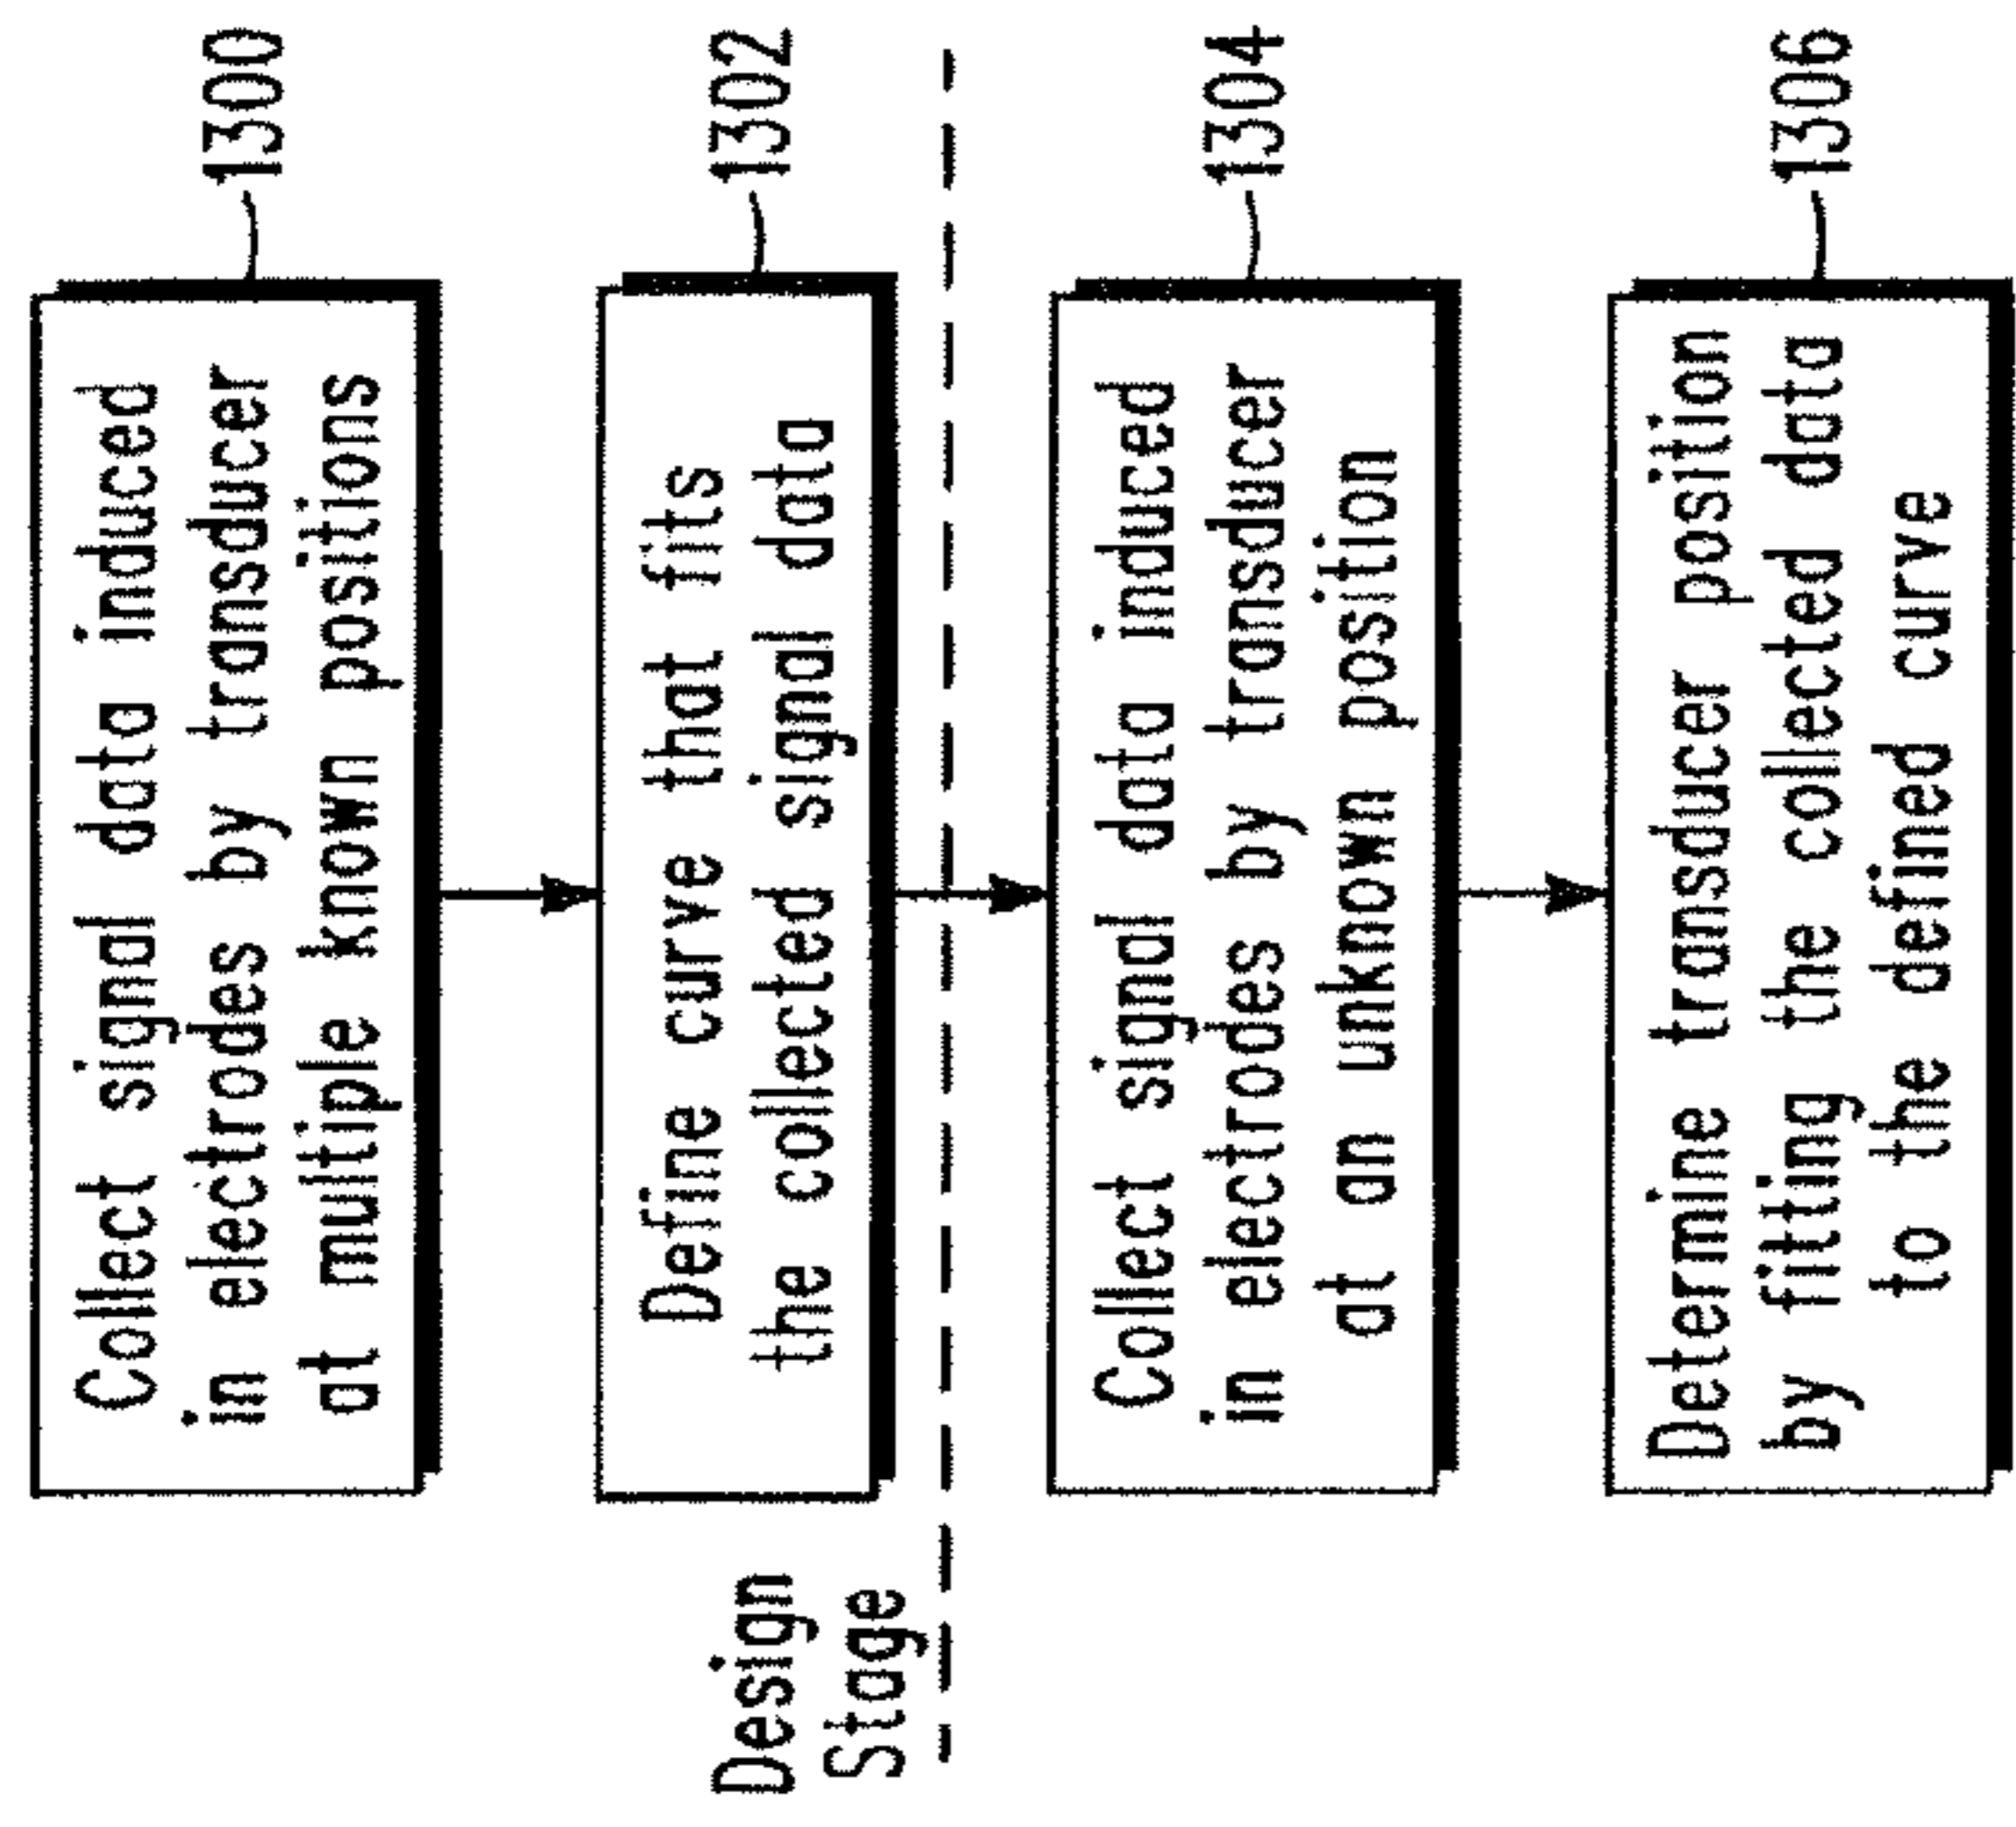 Collect signal data induced
in electrodes by transducer
at multiple known positions
1300
Define curve that fits
the collected signal data
1302
Design
Stage
Collect signal data induced
in electrodes by transducer
at an unknown position
1304
Determine transducer position
by fitting the collected data
to the defined curve
1306